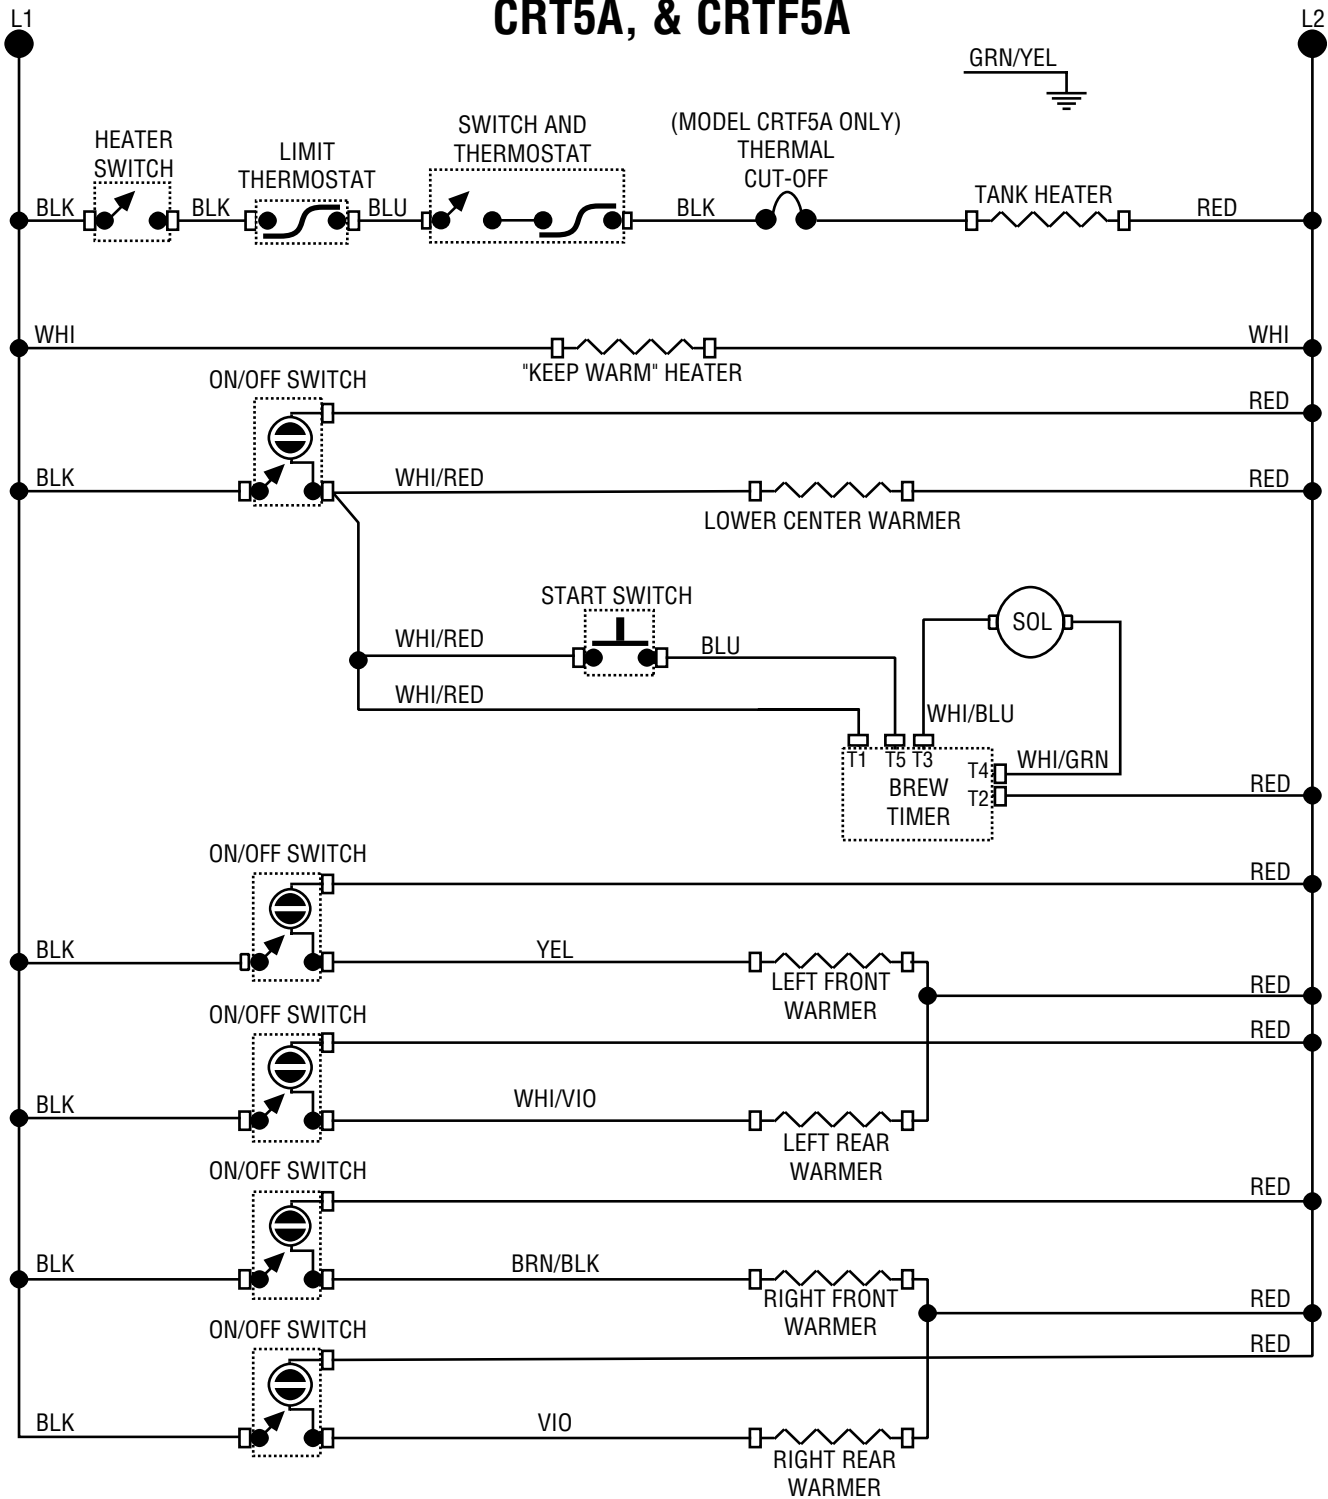 CRT5A, & CRTF5A
L1
L2
GRN/YEL
HEATER
SWITCH
LIMIT
THERMOSTAT
SWITCH AND
THERMOSTAT
(MODEL CRTF5A ONLY)
THERMAL
CUT-OFF
TANK HEATER
BLK
BLK
BLU
BLK
RED
WHI
WHI
"KEEP WARM" HEATER
ON/OFF SWITCH
RED
BLK
WHI/RED
RED
LOWER CENTER WARMER
START SWITCH
SOL
WHI/RED
BLU
WHI/RED
WHI/BLU
T1
T5
T3
T4
WHI/GRN
BREW
TIMER
T2
RED
ON/OFF SWITCH
RED
BLK
YEL
LEFT FRONT
WARMER
RED
ON/OFF SWITCH
RED
BLK
WHI/VIO
LEFT REAR
WARMER
ON/OFF SWITCH
RED
BLK
BRN/BLK
RIGHT FRONT
WARMER
RED
ON/OFF SWITCH
RED
BLK
VIO
RIGHT REAR
WARMER